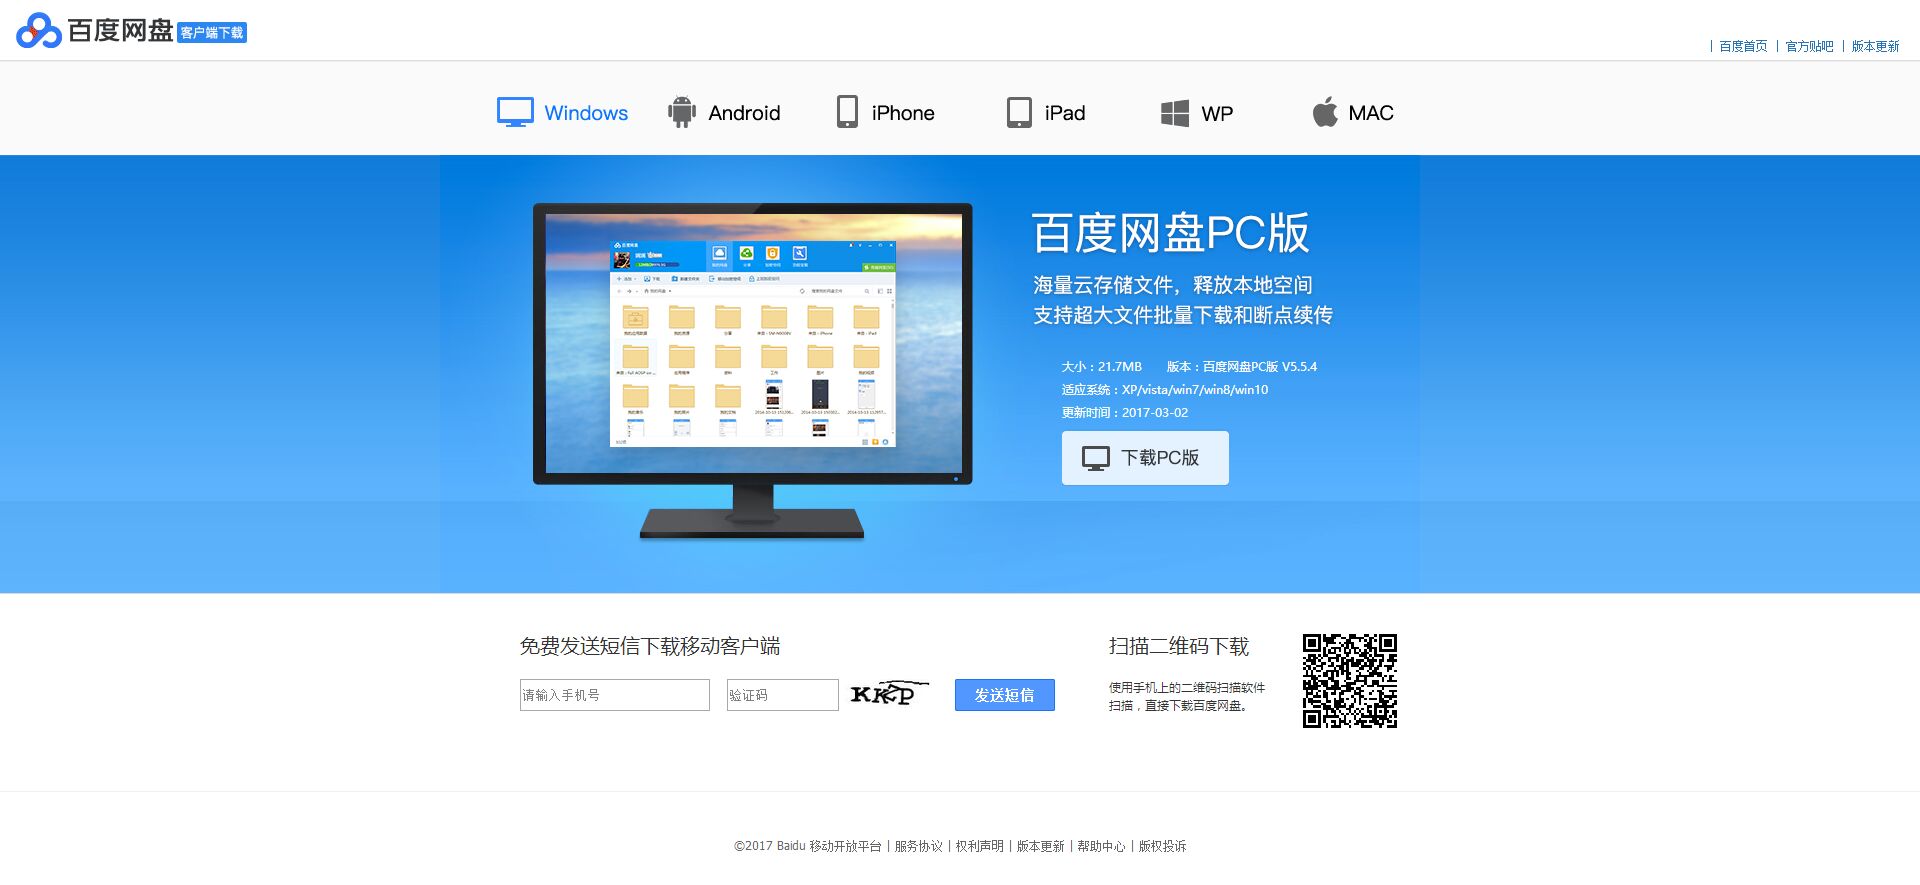 百度网盘 客户端下载
| 百度首页 | 官方贴吧 | 版本更新
Windows Android iPhone iPad WP MAC
百度网盘PC版
海量云存储文件，释放本地空间
支持超大文件批量下载和断点续传
大小：21.7MB 版本：百度网盘PC版 V5.5.4
适应系统：XP/vista/win7/win8/win10
更新时间：2017-03-02
下载PC版
免费发送短信下载移动客户端
请输入手机号 验证码 发送短信
扫描二维码下载
使用手机上的二维码扫描软件
扫描，直接下载百度网盘。
©2017 Baidu 移动开放平台 | 服务协议 | 权利声明 | 版本更新 | 帮助中心 | 版权投诉